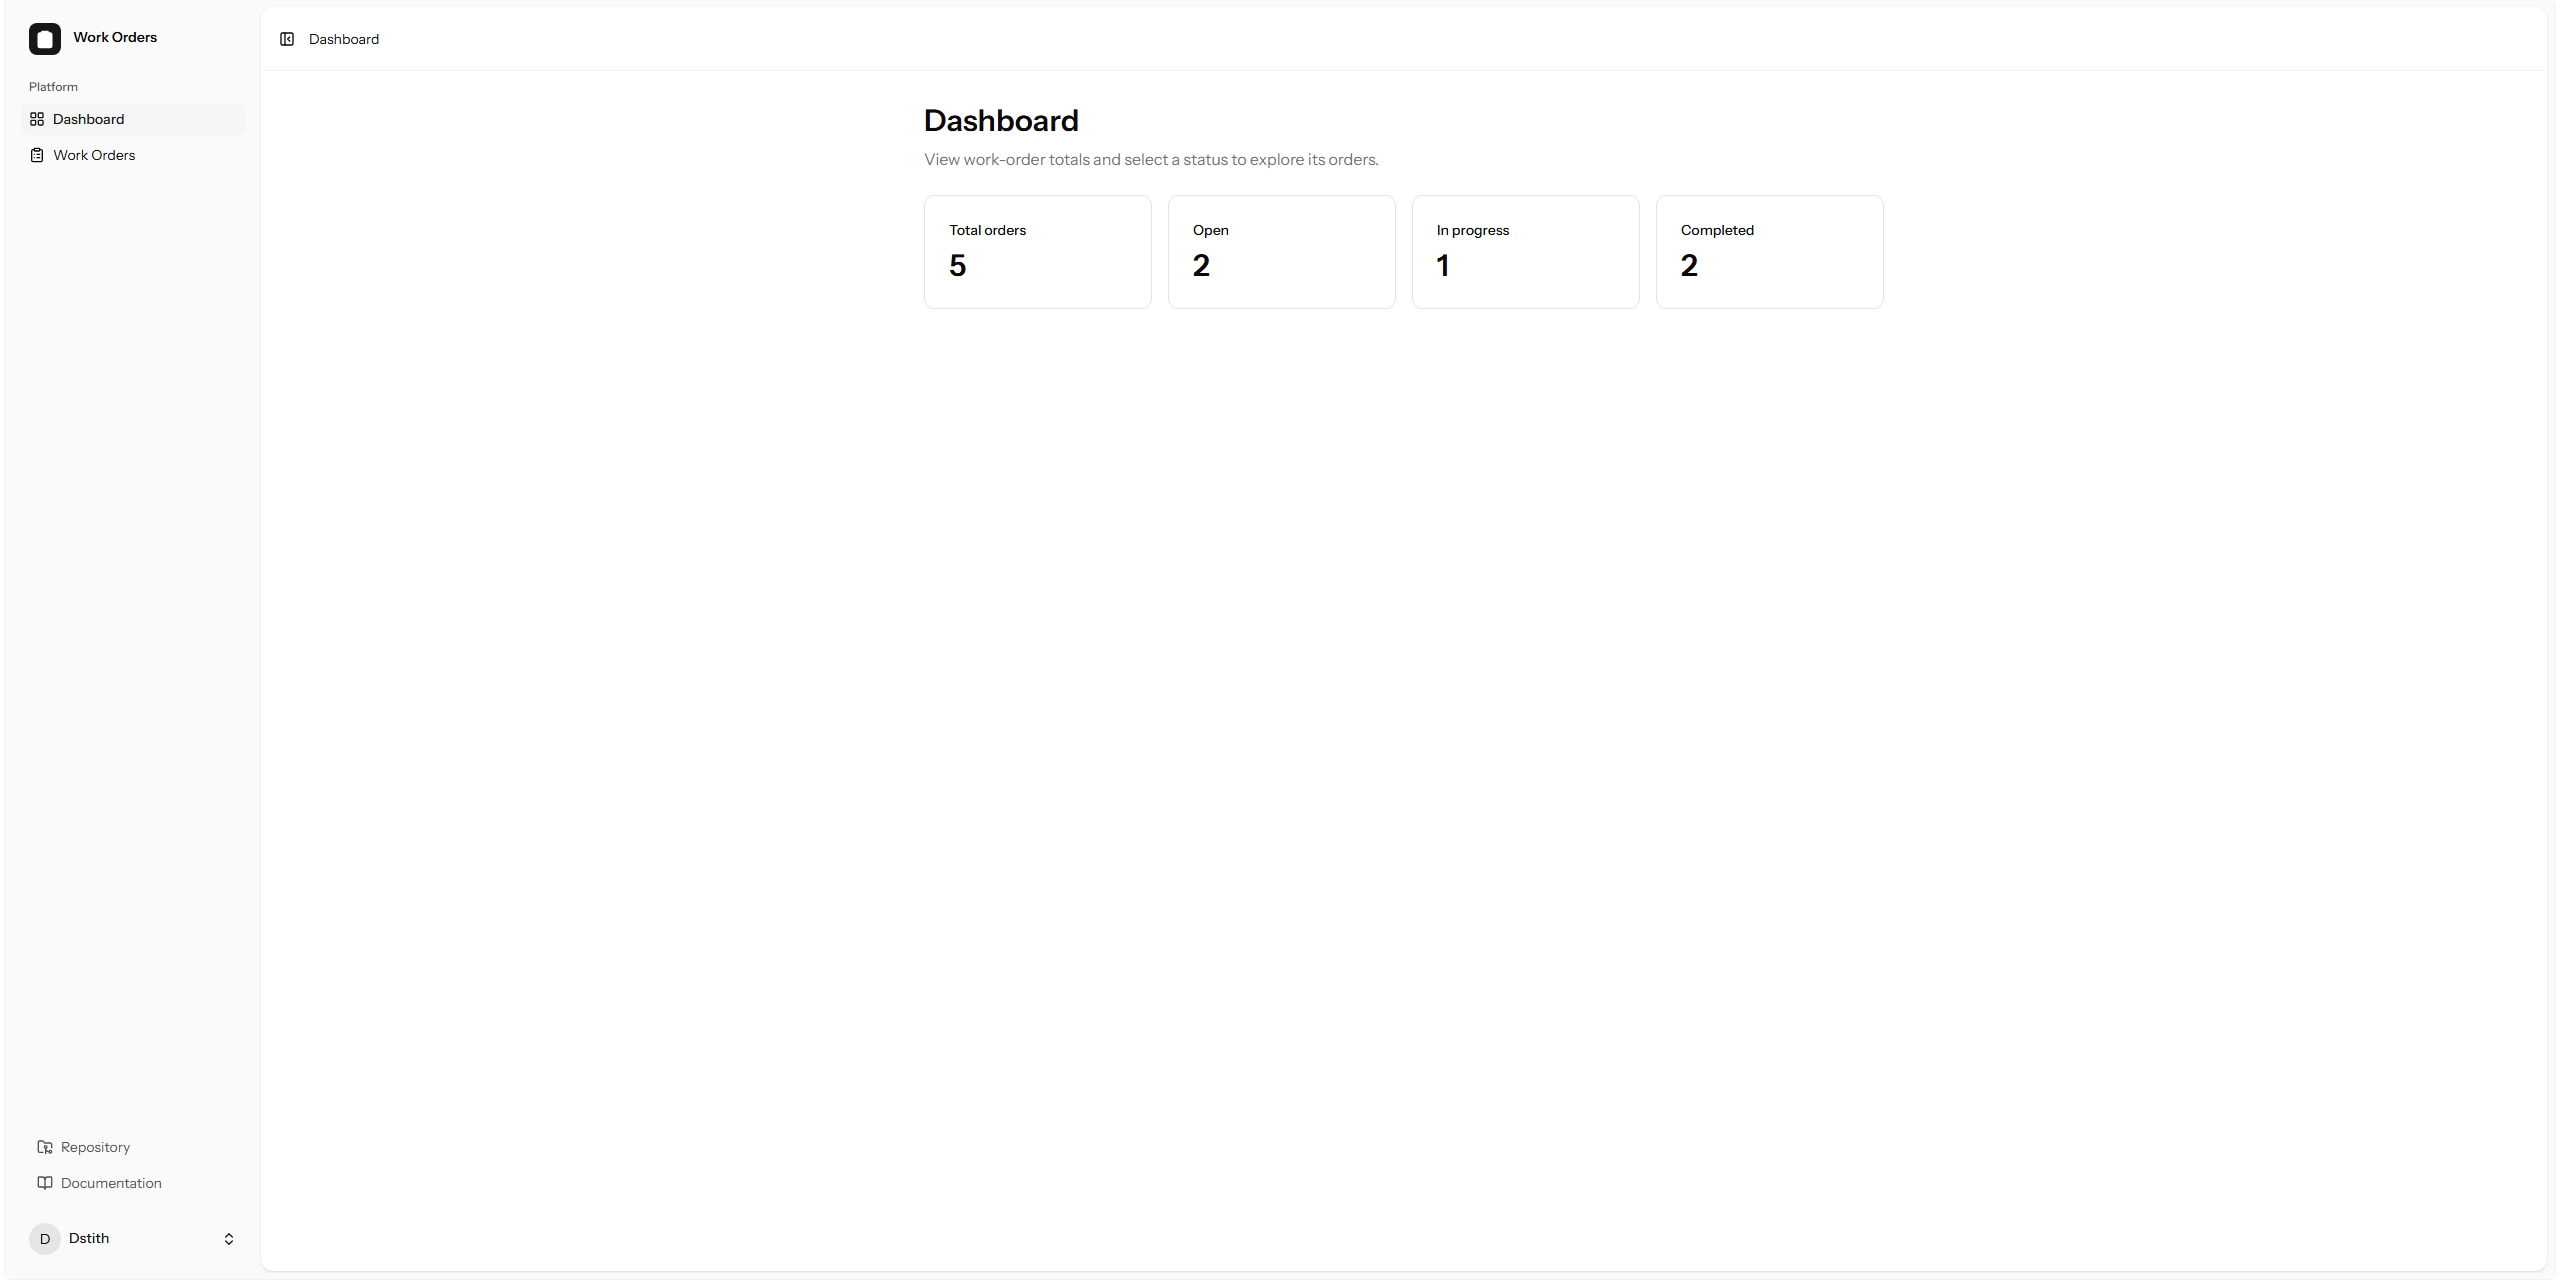 Work Orders
Platform
Dashboard
Work Orders
Repository
Documentation
D
Dstith
Dashboard
Dashboard
View work-order totals and select a status to explore its orders.
Total orders
5
Open
2
In progress
1
Completed
2